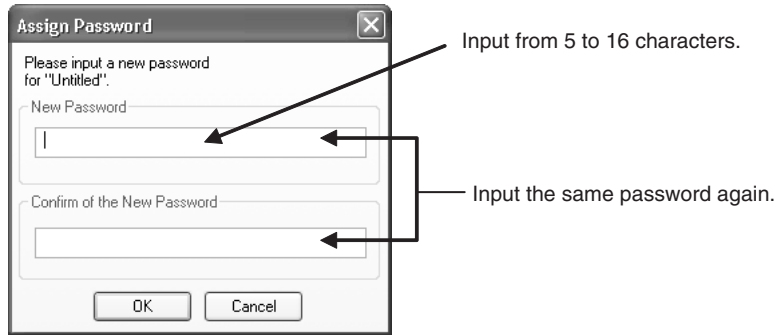 Assign Password
Please input a new password
for "Untitled".
New Password
Confirm of the New Password
OK
Cancel
Input from 5 to 16 characters.
Input the same password again.